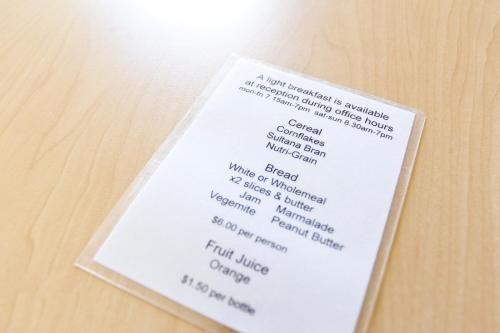 A light breakfast is available
at reception during office hours
mon-fri 7.15am-7pm sat-sun 8.30am-7pm
Cereal
Cornflakes
Sultana Bran
Nutri-Grain
Bread
White or Wholemeal
x2 slices & butter
Jam Marmalade
Vegemite Peanut Butter
$6.00 per person
Fruit Juice
Orange
$1.50 per bottle